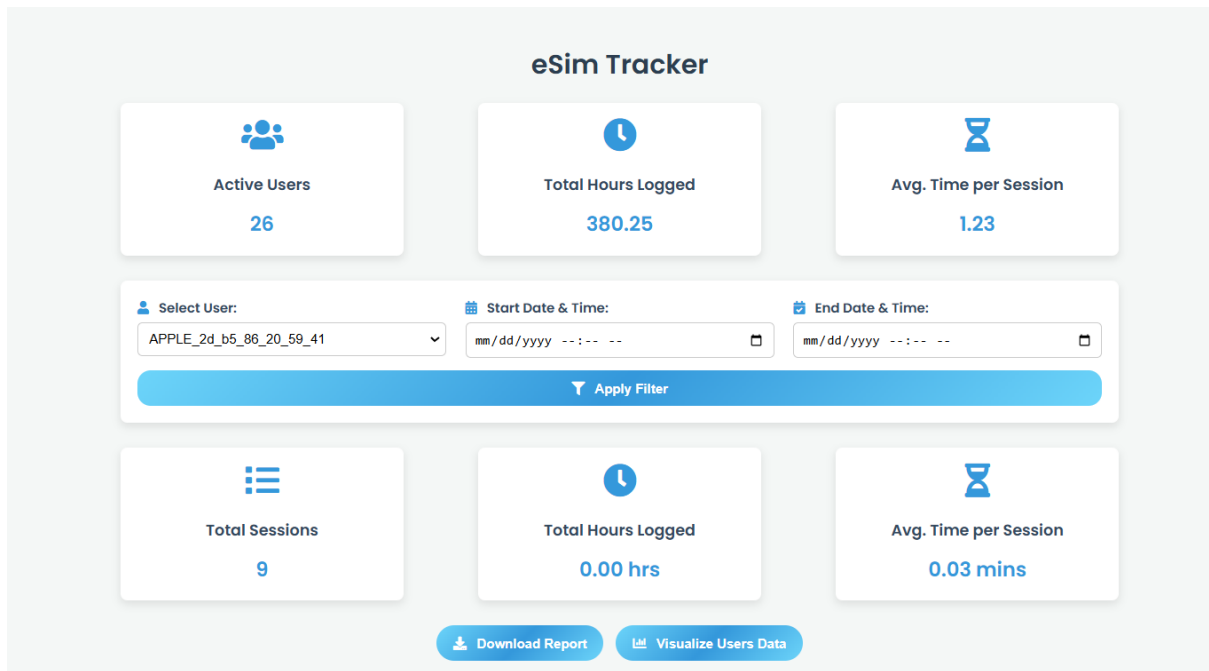 eSim Tracker
Active Users
26
Total Hours Logged
380.25
Avg. Time per Session
1.23
Select User:
APPLE_2d_b5_86_20_59_41
Start Date & Time:
mm/dd/yyyy --:-- --
End Date & Time:
mm/dd/yyyy --:-- --
Apply Filter
Total Sessions
9
Total Hours Logged
0.00 hrs
Avg. Time per Session
0.03 mins
Download Report
Visualize Users Data